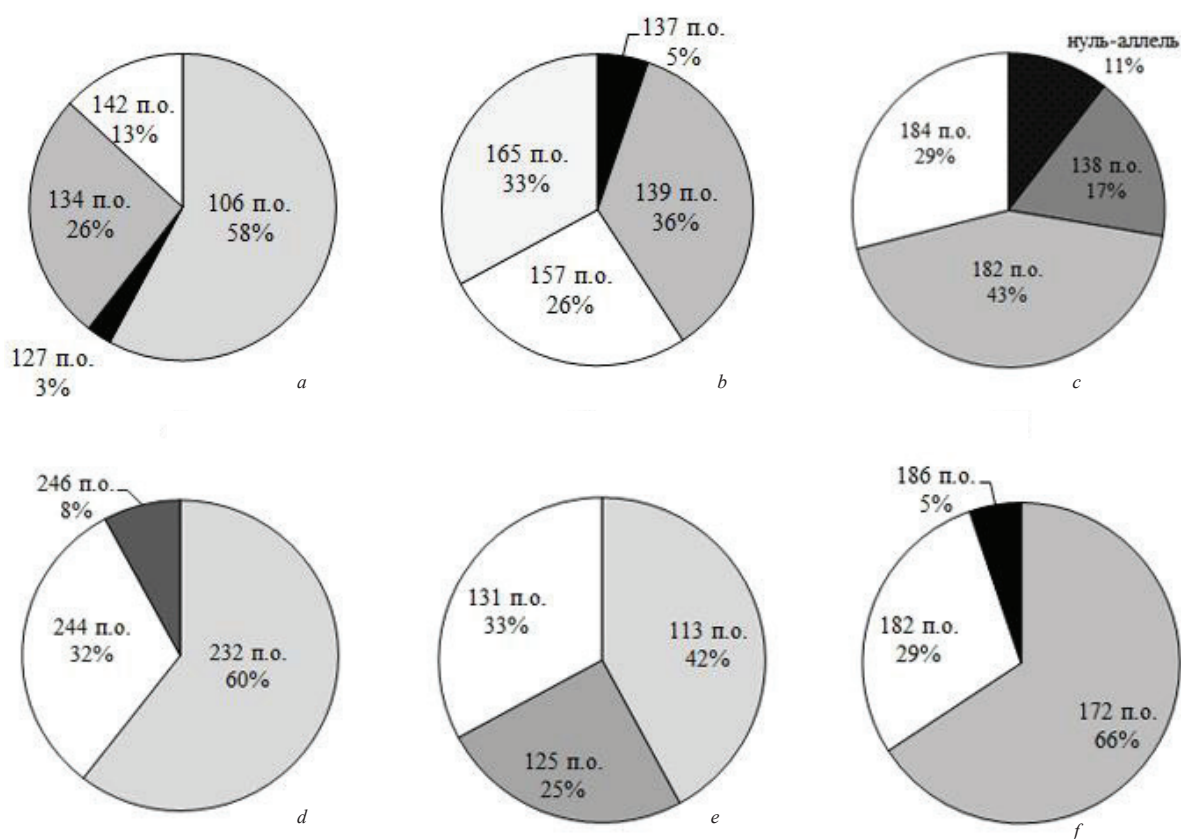 142 п.о.
13%
134 п.о.
26%
106 п.о.
58%
127 п.о.
3%
a
137 п.о.
5%
165 п.о.
33%
139 п.о.
36%
157 п.о.
26%
b
нуль-аллель
11%
184 п.о.
29%
138 п.о.
17%
182 п.о.
43%
c
246 п.о.
8%
244 п.о.
32%
232 п.о.
60%
d
131 п.о.
33%
113 п.о.
42%
125 п.о.
25%
e
186 п.о.
5%
182 п.о.
29%
172 п.о.
66%
f